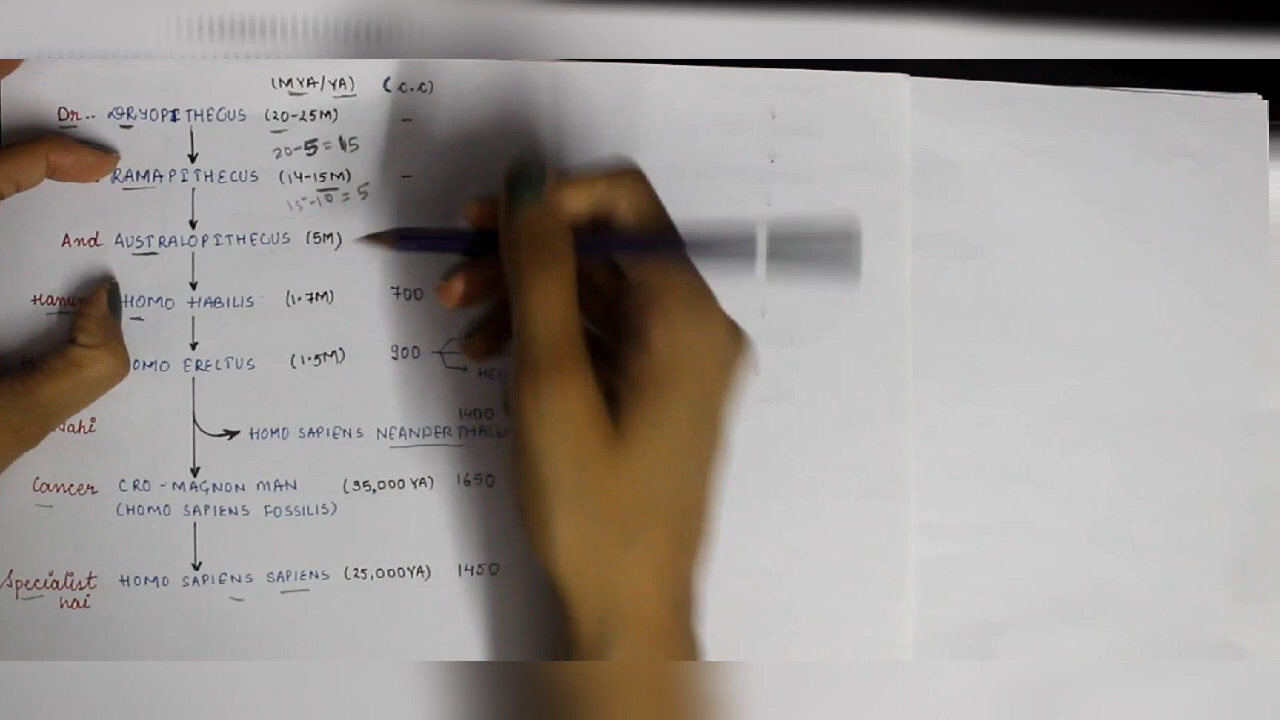 (MYA/YA) (C.C)
Dr.. DRYOPITHECUS (20-25M) -
20-5=15
RAMAPITHECUS (14-15M) -
15-10=5
And AUSTRALOPITHECUS (5M)
HOMO HABILIS (1.7M) 700
OMO ERECTUS (1.5M) 900
1400
Nahi HOMO SAPIENS NEANDERTHAL
Cancer CRO-MAGNON MAN (35,000 YA) 1650
(HOMO SAPIENS FOSSILIS)
Specialist HOMO SAPIENS SAPIENS (25,000YA) 1450
hai